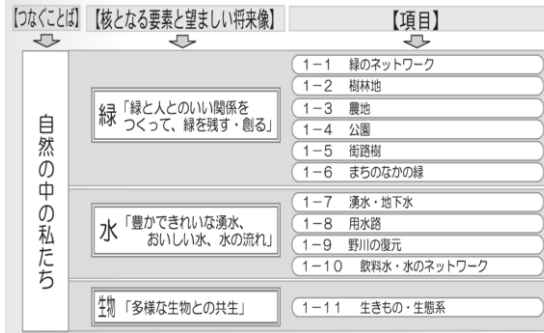 【つなぐことば】 【核となる要素と望ましい将来像】 【項目】
自然の中の私たち
緑「緑と人とのいい関係を
つくって、緑を残す・創る」
1−1 緑のネットワーク
1−2 樹林地
1−3 農地
1−4 公園
1−5 街路樹
1−6 まちのなかの緑
水「豊かできれいな湧水、
おいしい水、水の流れ」
1−7 湧水・地下水
1−8 用水路
1−9 野川の復元
1−10 飲料水・水のネットワーク
生物「多様な生物との共生」
1−11 生きもの・生態系